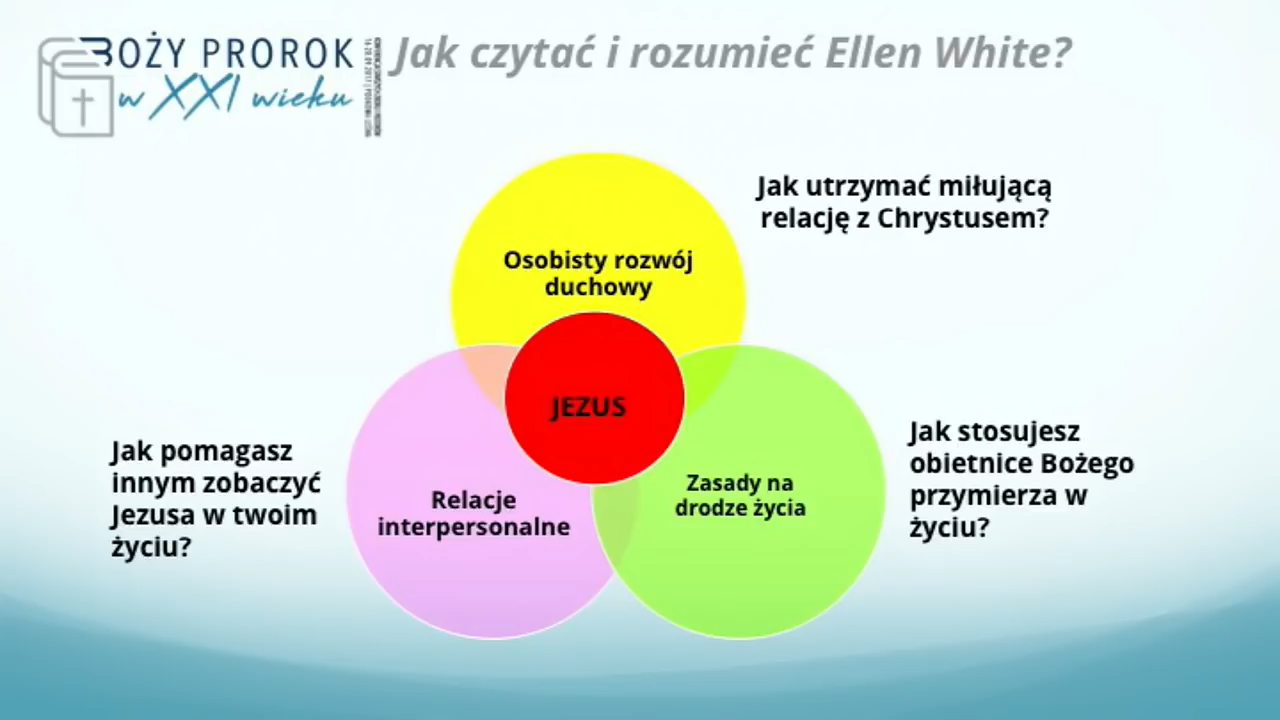 BOŻY PROROK
w XXI wieku
Jak czytać i rozumieć Ellen White?
Jak utrzymać miłującą
relację z Chrystusem?
Osobisty rozwój
duchowy
JEZUS
Jak pomagasz
innym zobaczyć
Jezusa w twoim
życiu?
Relacje
interpersonalne
Zasady na
drodze życia
Jak stosujesz
obietnice Bożego
przymierza w
życiu?